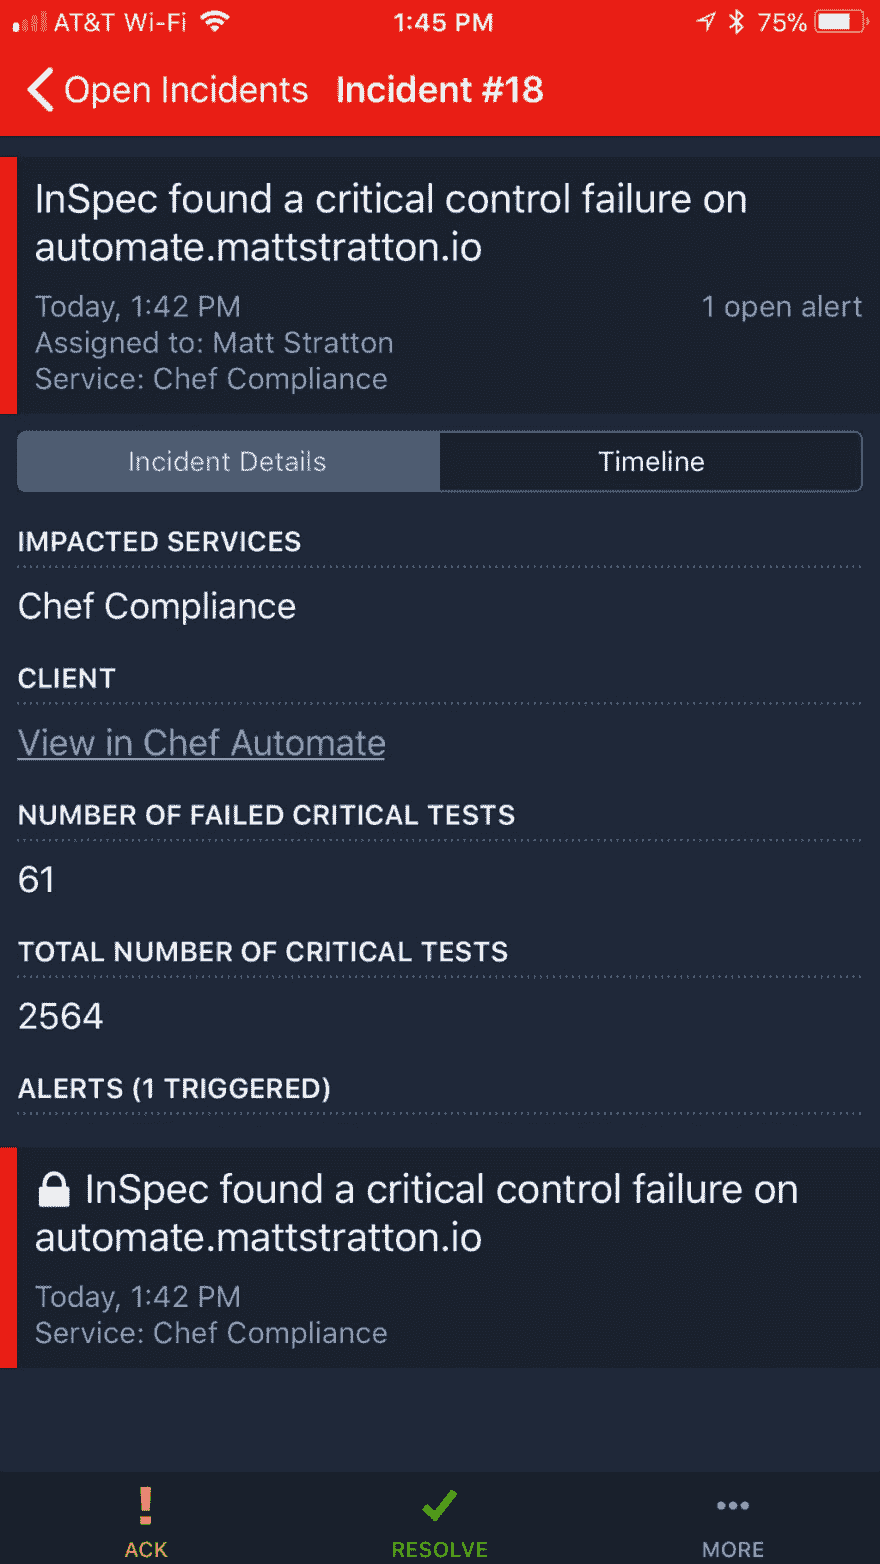 AT&T Wi-Fi 1:45 PM 75%
Open Incidents Incident #18
InSpec found a critical control failure on
automate.mattstratton.io
Today, 1:42 PM 1 open alert
Assigned to: Matt Stratton
Service: Chef Compliance
Incident Details Timeline
IMPACTED SERVICES
Chef Compliance
CLIENT
View in Chef Automate
NUMBER OF FAILED CRITICAL TESTS
61
TOTAL NUMBER OF CRITICAL TESTS
2564
ALERTS (1 TRIGGERED)
InSpec found a critical control failure on
automate.mattstratton.io
Today, 1:42 PM
Service: Chef Compliance
ACK RESOLVE MORE